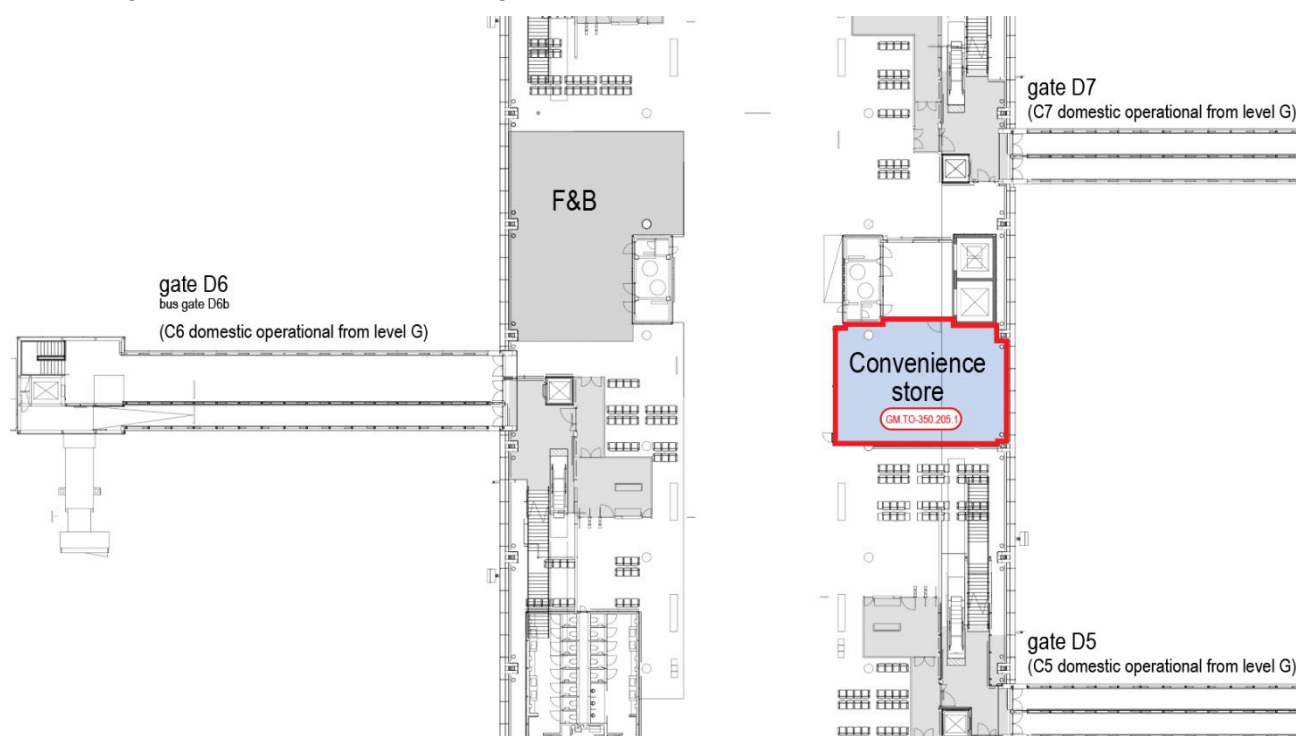 gate D7
(C7 domestic operational from level G)
F&B
gate D6
bus gate D6b
(C6 domestic operational from level G)
Convenience
store
GM.TO-350.205.1
gate D5
(C5 domestic operational from level G)